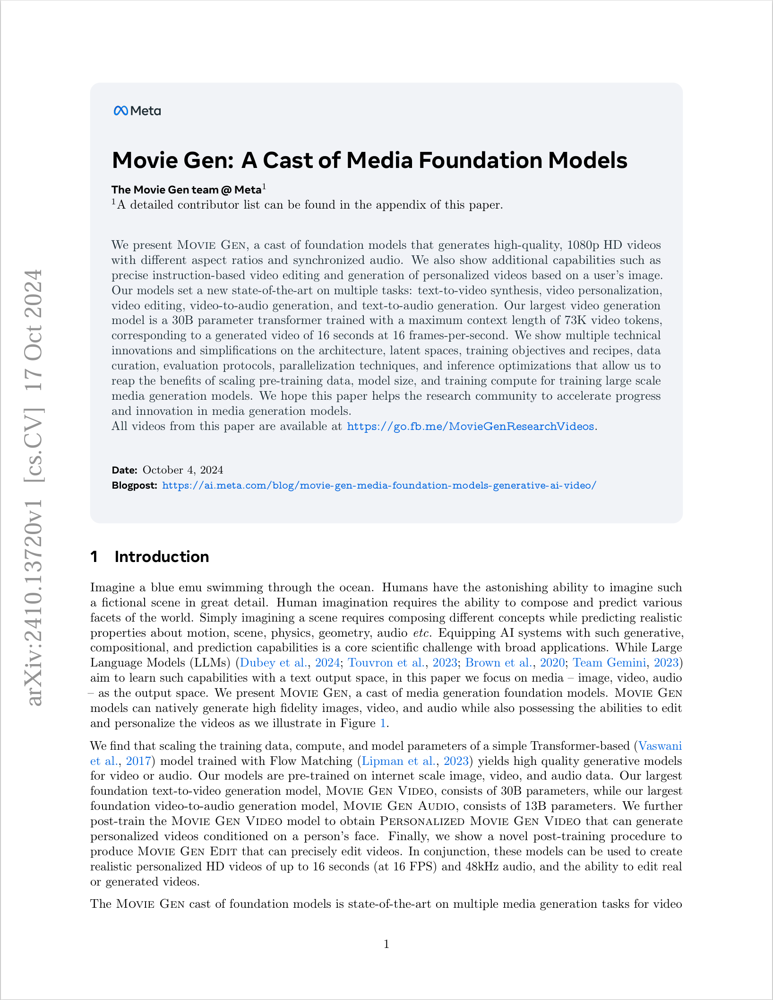 arXiv:2410.13720v1 [cs.CV] 17 Oct 2024
Meta
Movie Gen: A Cast of Media Foundation Models
The Movie Gen team @ Meta1
1A detailed contributor list can be found in the appendix of this paper.
We present Movie Gen, a cast of foundation models that generates high-quality, 1080p HD videos
with different aspect ratios and synchronized audio. We also show additional capabilities such as
precise instruction-based video editing and generation of personalized videos based on a user's image.
Our models set a new state-of-the-art on multiple tasks: text-to-video synthesis, video personalization,
video editing, video-to-audio generation, and text-to-audio generation. Our largest video generation
model is a 30B parameter transformer trained with a maximum context length of 73K video tokens,
corresponding to a generated video of 16 seconds at 16 frames-per-second. We show multiple technical
innovations and simplifications on the architecture, latent spaces, training objectives and recipes, data
curation, evaluation protocols, parallelization techniques, and inference optimizations that allow us to
reap the benefits of scaling pre-training data, model size, and training compute for training large scale
media generation models. We hope this paper helps the research community to accelerate progress
and innovation in media generation models.
All videos from this paper are available at https://go.fb.me/MovieGenResearchVideos.
Date: October 4, 2024
Blogpost: https://ai.meta.com/blog/movie-gen-media-foundation-models-generative-ai-video/
1 Introduction
Imagine a blue emu swimming through the ocean. Humans have the astonishing ability to imagine such
a fictional scene in great detail. Human imagination requires the ability to compose and predict various
facets of the world. Simply imagining a scene requires composing different concepts while predicting realistic
properties about motion, scene, physics, geometry, audio etc. Equipping AI systems with such generative,
compositional, and prediction capabilities is a core scientific challenge with broad applications. While Large
Language Models (LLMs) (Dubey et al., 2024; Touvron et al., 2023; Brown et al., 2020; Team Gemini, 2023)
aim to learn such capabilities with a text output space, in this paper we focus on media – image, video, audio
– as the output space. We present Movie Gen, a cast of media generation foundation models. Movie Gen
models can natively generate high fidelity images, video, and audio while also possessing the abilities to edit
and personalize the videos as we illustrate in Figure 1.
We find that scaling the training data, compute, and model parameters of a simple Transformer-based (Vaswani
et al., 2017) model trained with Flow Matching (Lipman et al., 2023) yields high quality generative models
for video or audio. Our models are pre-trained on internet scale image, video, and audio data. Our largest
foundation text-to-video generation model, Movie Gen Video, consists of 30B parameters, while our largest
foundation video-to-audio generation model, Movie Gen Audio, consists of 13B parameters. We further
post-train the Movie Gen Video model to obtain Personalized Movie Gen Video that can generate
personalized videos conditioned on a person's face. Finally, we show a novel post-training procedure to
produce Movie Gen Edit that can precisely edit videos. In conjunction, these models can be used to create
realistic personalized HD videos of up to 16 seconds (at 16 FPS) and 48kHz audio, and the ability to edit real
or generated videos.
The Movie Gen cast of foundation models is state-of-the-art on multiple media generation tasks for video
1